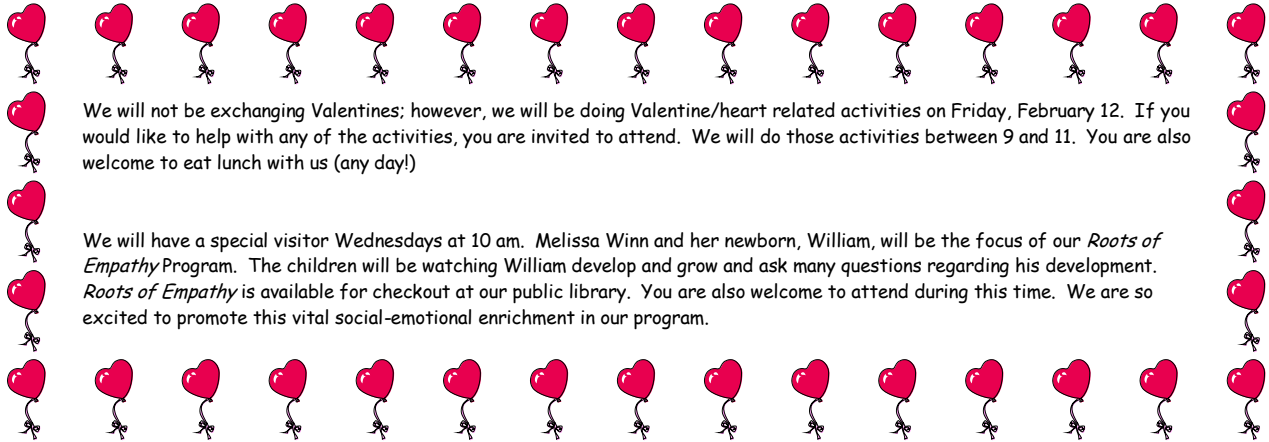 We will not be exchanging Valentines; however, we will be doing Valentine/heart related activities on Friday, February 12.  If you
would like to help with any of the activities, you are invited to attend.  We will do those activities between 9 and 11.  You are also
welcome to eat lunch with us (any day!)
We will have a special visitor Wednesdays at 10 am.  Melissa Winn and her newborn, William, will be the focus of our Roots of
Empathy Program.  The children will be watching William develop and grow and ask many questions regarding his development.
Roots of Empathy is available for checkout at our public library.  You are also welcome to attend during this time.  We are so
excited to promote this vital social-emotional enrichment in our program.